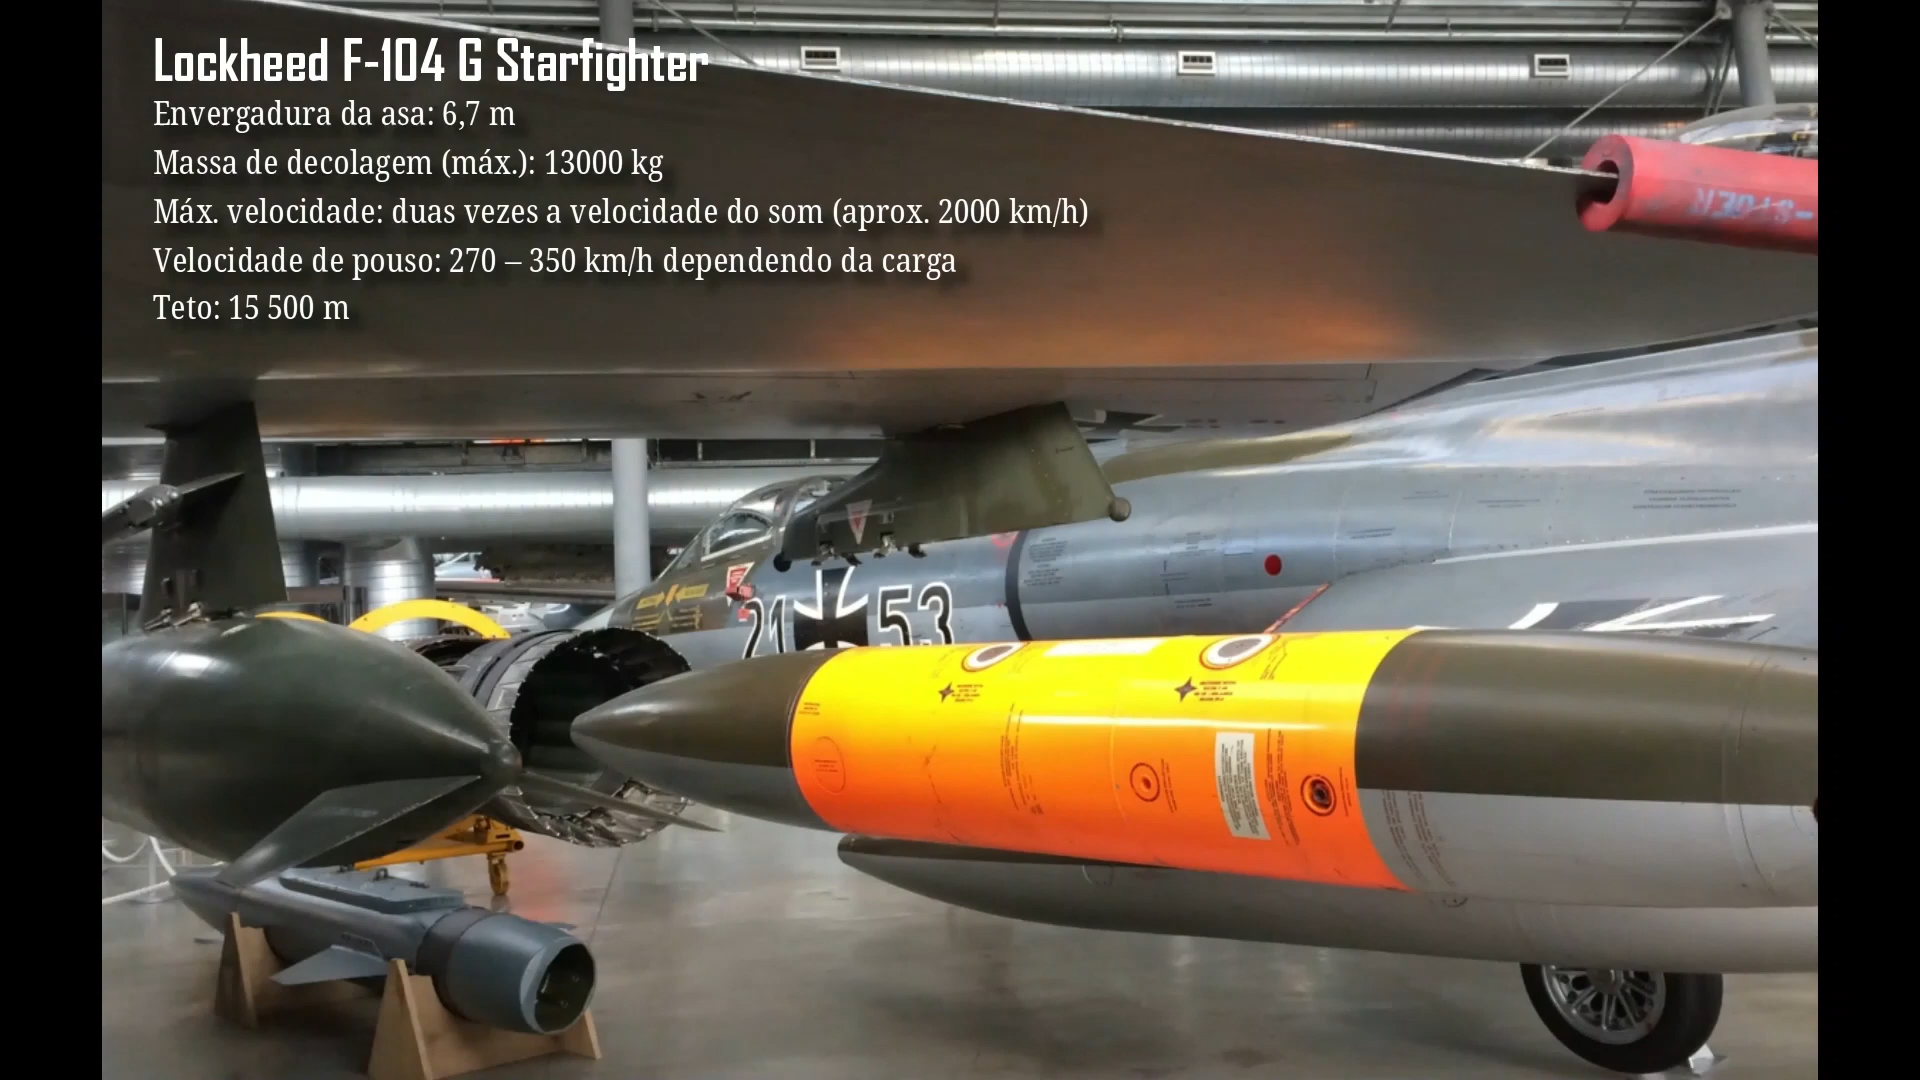 Lockheed F-104 G Starfighter
Envergadura da asa: 6,7 m
Massa de decolagem (máx.): 13000 kg
Máx. velocidade: duas vezes a velocidade do som (aprox. 2000 km/h)
Velocidade de pouso: 270 – 350 km/h dependendo da carga
Teto: 15 500 m
21 53